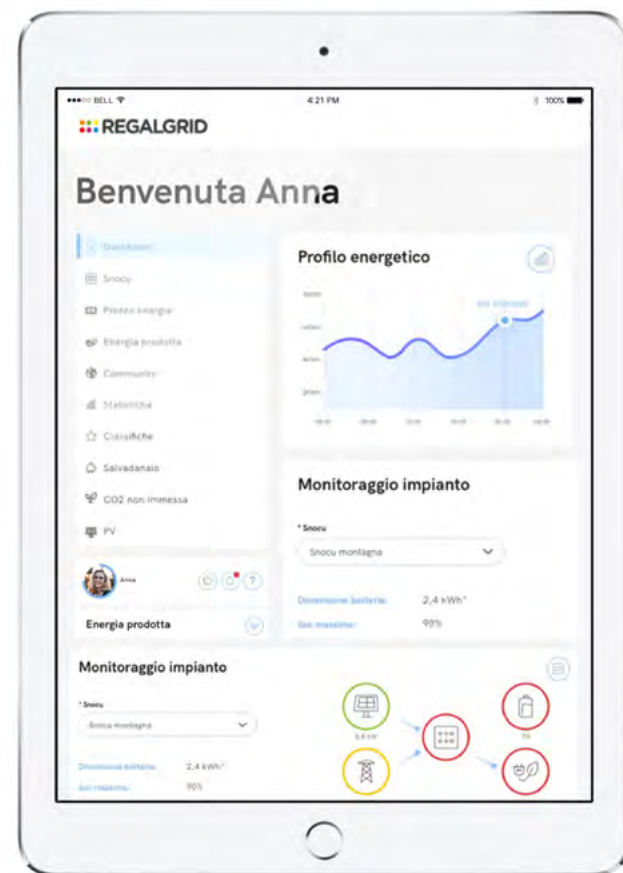 BELL
4:21 PM
100%
REGALGRID
Benvenuta Anna
Dashboard
Snocu
Prezzo energia
Energia prodotta
Community
Statistiche
Classifiche
Salvadanaio
CO2 non immessa
PV
Anna
?
Energia prodotta
Profilo energetico
Monitoraggio impianto
* Snocu
Snocu montagna
Dimensione batteria:
2,4 kWh*
Soc massimo:
90%
Monitoraggio impianto
* Snocu
Snocu montagna
Dimensione batteria:
2,4 kWh*
Soc massimo:
90%